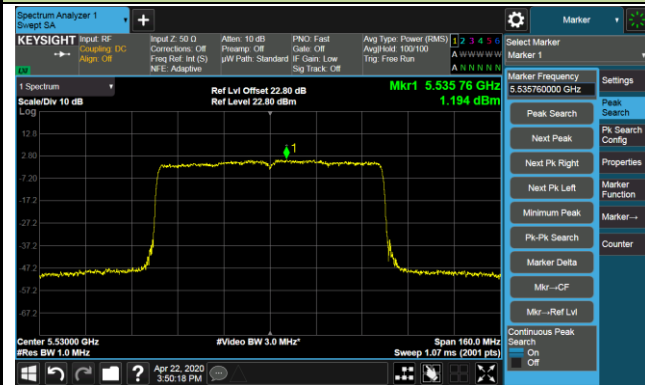 Spectrum Analyzer 1
Swept SA
Marker
KEYSIGHT
Input: RF
Coupling: DC
Align: Off
Input Z: 50 Ω
Corrections: Off
Freq Ref: Int (S)
NFE: Adaptive
Atten: 10 dB
Preamp: Off
µW Path: Standard
PNO: Fast
Gate: Off
IF Gain: Low
Sig Track: Off
Avg Type: Power (RMS)
Avg|Hold: 100/100
Trig: Free Run
1 2 3 4 5 6
A W W W W W
A N N N N N
LVI
Select Marker
Marker 1
1 Spectrum
Scale/Div 10 dB
Log
Ref Lvl Offset 22.80 dB
Ref Level 22.80 dBm
Mkr1 5.535 76 GHz
1.194 dBm
1
12.8
2.80
-7.20
-17.2
-27.2
-37.2
-47.2
-57.2
-67.2
Center 5.53000 GHz
#Res BW 1.0 MHz
#Video BW 3.0 MHz*
Span 160.0 MHz
Sweep 1.07 ms (2001 pts)
Marker Frequency
5.535760000 GHz
Peak Search
Next Peak
Next Pk Right
Next Pk Left
Minimum Peak
Pk-Pk Search
Marker Delta
Mkr→CF
Mkr→Ref Lvl
Continuous Peak
Search
On
Off
Settings
Peak
Search
Pk Search
Config
Properties
Marker
Function
Marker→
Counter
?
Apr 22, 2020
3:50:18 PM